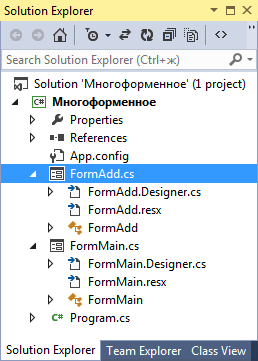 Solution Explorer
Search Solution Explorer (Ctrl+ж)
Solution 'Многоформенное' (1 project)
C# Многоформенное
Properties
References
App.config
FormAdd.cs
FormAdd.Designer.cs
FormAdd.resx
FormAdd
FormMain.cs
FormMain.Designer.cs
FormMain.resx
FormMain
C# Program.cs
Solution Explorer Team Explorer Class View